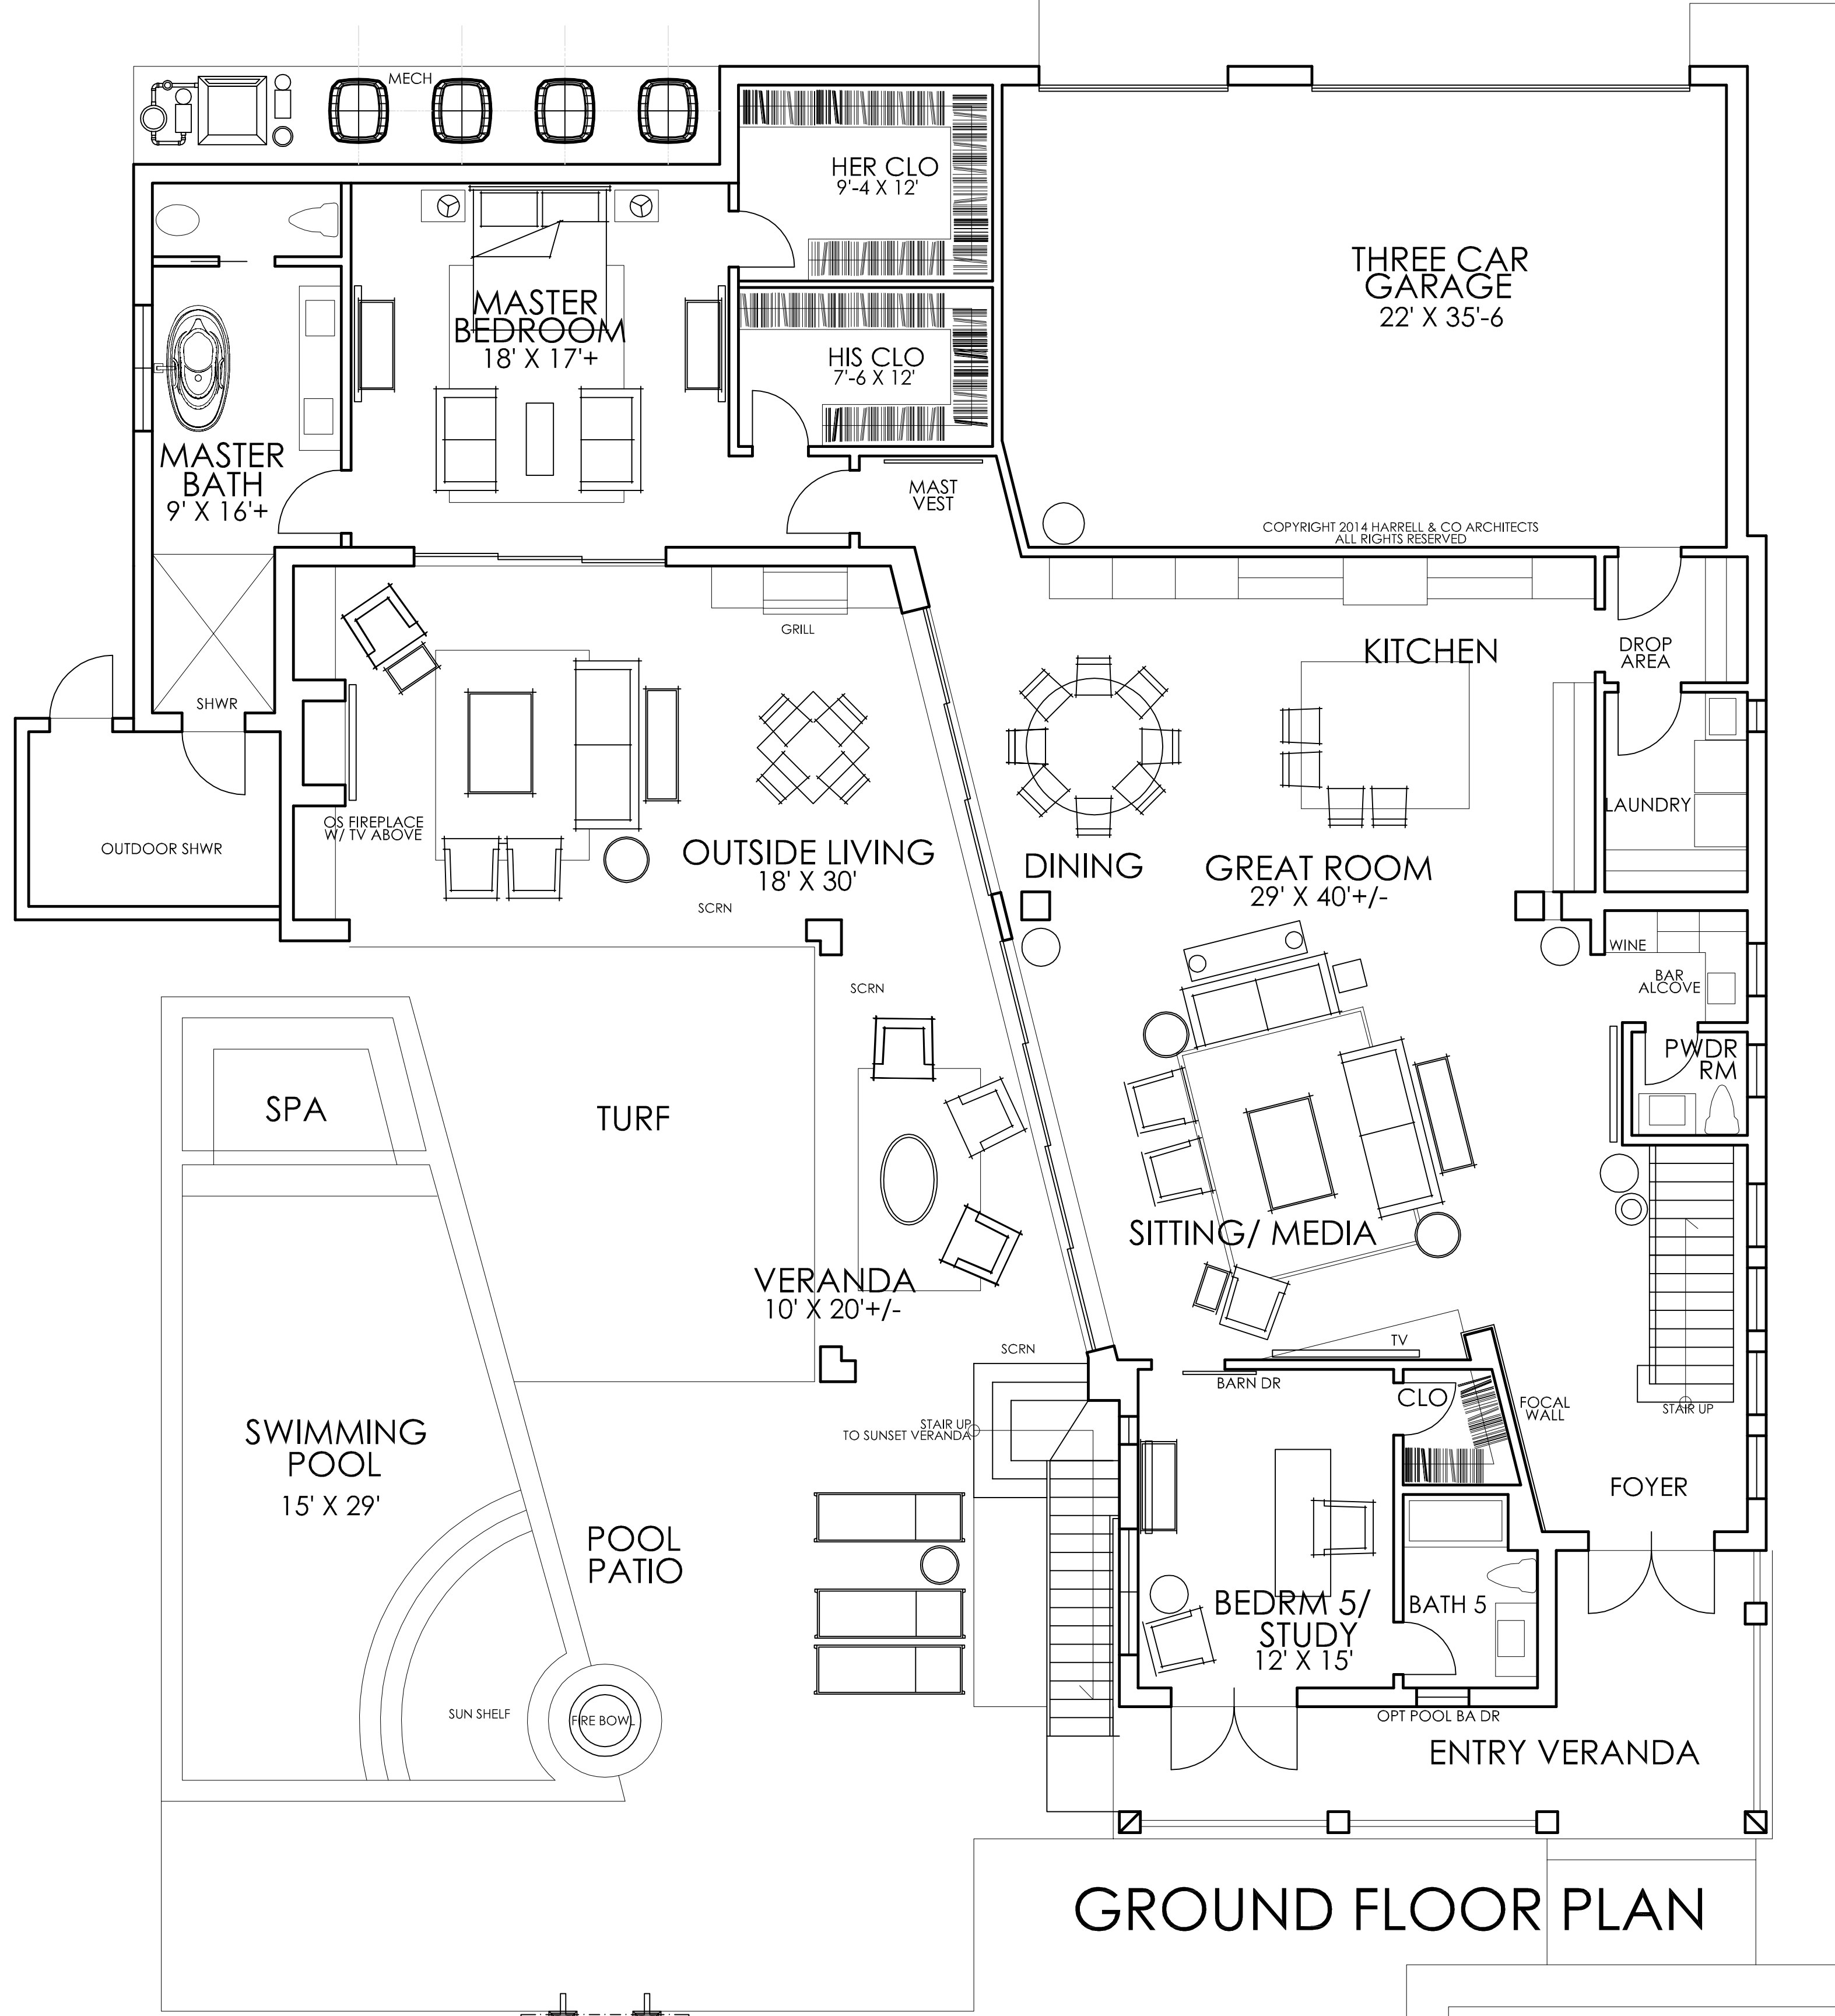 MECH
HER CLO
9'-4 X 12'
THREE CAR
GARAGE
22' X 35'-6
MASTER
BEDROOM
18' X 17'+
HIS CLO
7'-6 X 12'
MASTER
BATH
9' X 16'+
MAST
VEST
COPYRIGHT 2014 HARRELL & CO ARCHITECTS
ALL RIGHTS RESERVED
GRILL
KITCHEN
DROP
AREA
SHWR
OS FIREPLACE
W/ TV ABOVE
LAUNDRY
OUTDOOR SHWR
OUTSIDE LIVING
18' X 30'
DINING
GREAT ROOM
29' X 40'+/-
SCRN
WINE
BAR
ALCOVE
SCRN
PWDR
RM
SPA
TURF
SITTING/ MEDIA
VERANDA
10' X 20'+/-
SCRN
TV
BARN DR
CLO
FOCAL
WALL
STAIR UP
STAIR UP
TO SUNSET VERANDA
SWIMMING
POOL
15' X 29'
FOYER
POOL
PATIO
BEDRM 5/
STUDY
12' X 15'
BATH 5
SUN SHELF
FIRE BOWL
OPT POOL BA DR
ENTRY VERANDA
GROUND FLOOR PLAN